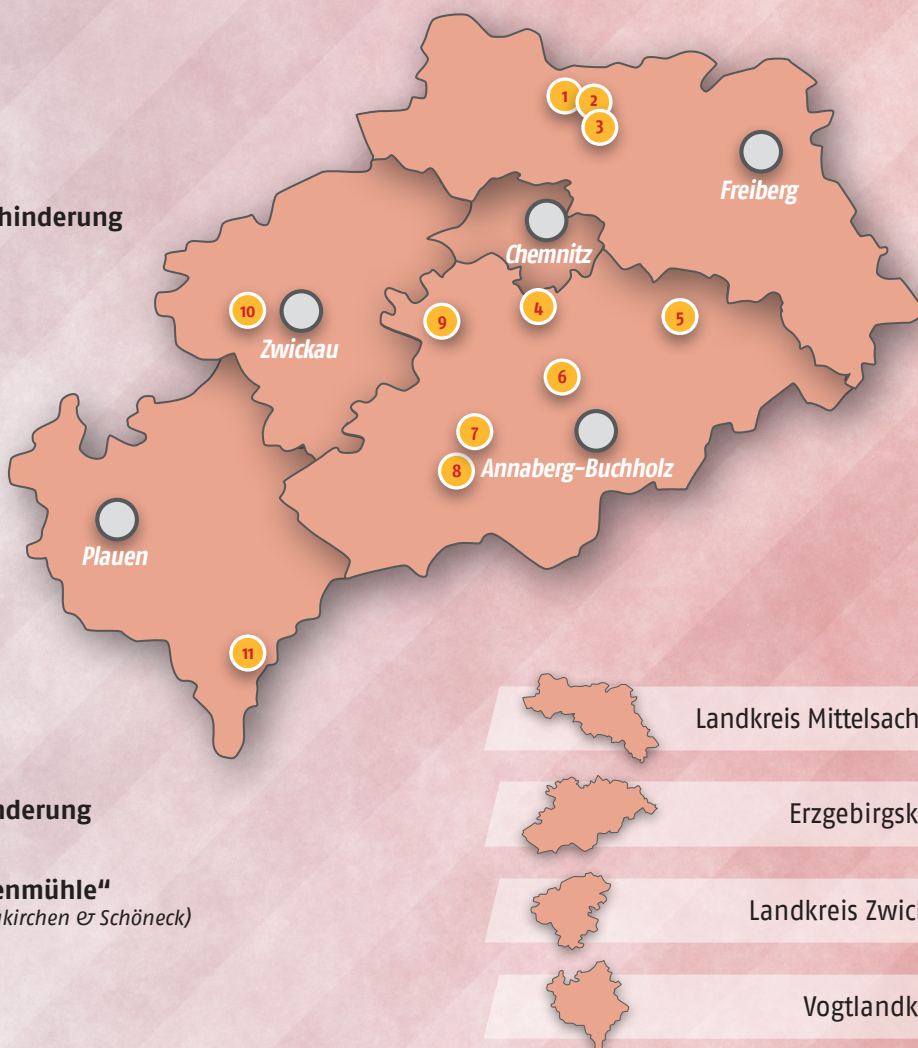 1
2
3
Freiberg
hinderung
Chemnitz
10
Zwickau
9
4
5
6
7
8
Annaberg-Buchholz
Plauen
11
Landkreis Mittelsach
nderung
Erzgebirgsk
enmühle“
kirchen & Schöneck)
Landkreis Zwic
Vogtlandk